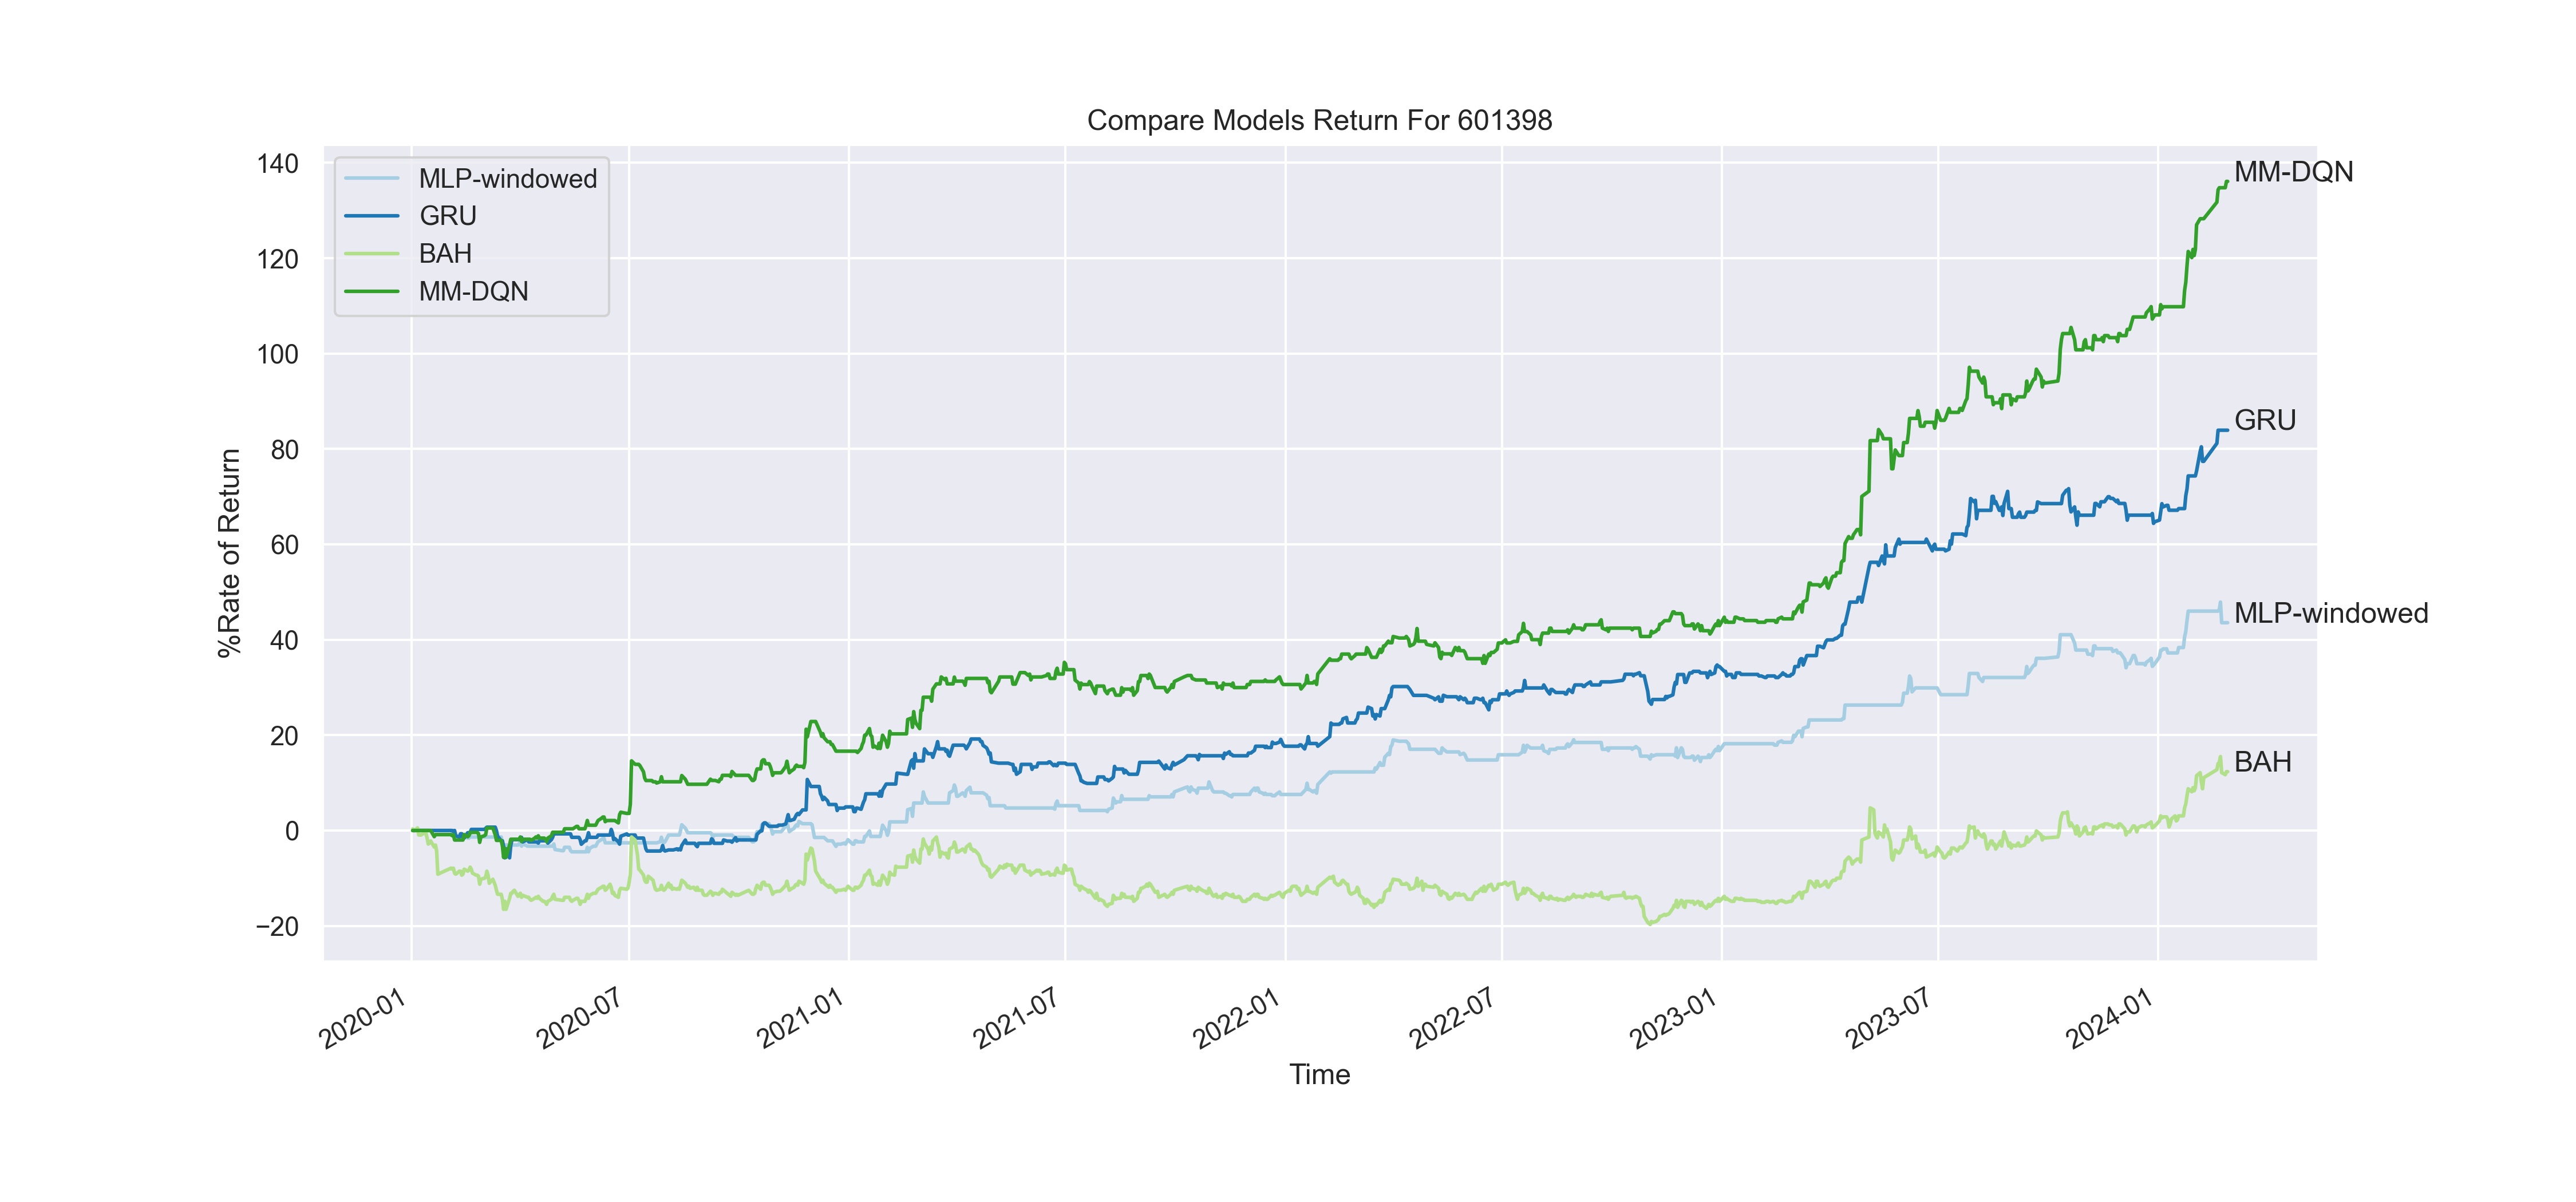 Compare Models Return For 601398
MLP-windowed
GRU
BAH
MM-DQN
140
120
100
80
60
40
20
0
−20
%Rate of Return
MM-DQN
GRU
MLP-windowed
BAH
2020-01
2020-07
2021-01
2021-07
2022-01
2022-07
2023-01
2023-07
2024-01
Time